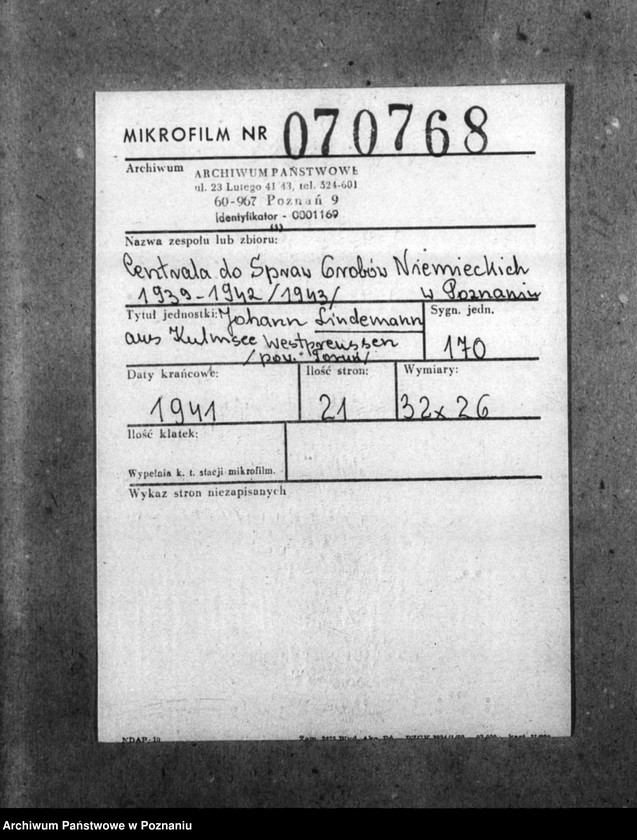 MIKROFILM NR 070768
Archiwum ARCHIWUM PAŃSTWOWE
ul. 23 Lutego 41/43, tel. 524-601
60-967 Poznań 9
Identyfikator - 0001169
(1)
Nazwa zespołu lub zbioru:
Centrala do Spraw Grobów Niemieckich
1939-1942/1943/ w Poznaniu
Tytuł jednostki: Johann Lindemann
aus Kulmsee Westpreussen
/pow. Toruń/
Sygn. jedn.
170
Daty krańcowe:
1941
Ilość stron:
21
Wymiary:
32x26
Ilość klatek:
Wypełnia k. t. stacji mikrofilm.
Wykaz stron niezapisanych
NDAP.
Archiwum Państwowe w Poznaniu